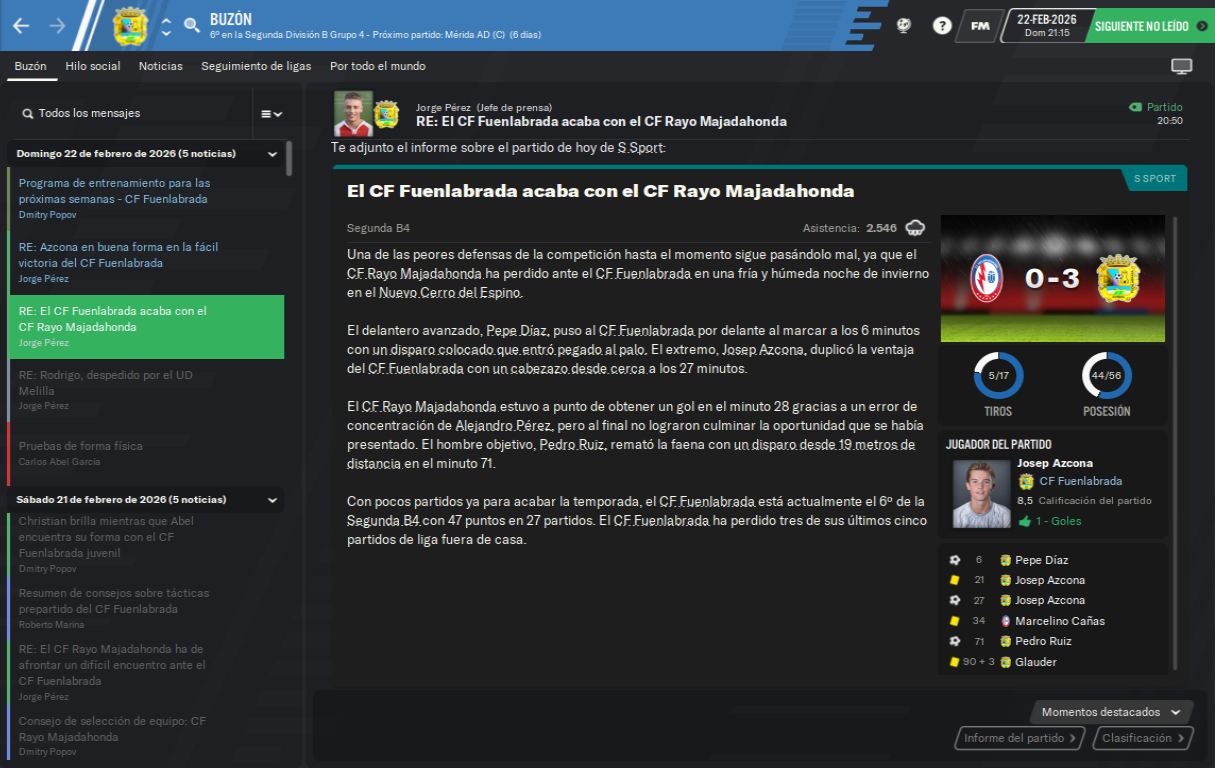 BUZÓN
6º en la Segunda División B Grupo 4 - Próximo partido: Mérida AD (C) (6 días)
?
FM
22-FEB-2026
Dom 21:15
SIGUIENTE NO LEÍDO
Buzón Hilo social Noticias Seguimiento de ligas Por todo el mundo
Todos los mensajes
Domingo 22 de febrero de 2026 (5 noticias)
Programa de entrenamiento para las
próximas semanas - CF Fuenlabrada
Dmitry Popov
RE: Azcona en buena forma en la fácil
victoria del CF Fuenlabrada
Jorge Pérez
RE: El CF Fuenlabrada acaba con el
CF Rayo Majadahonda
Jorge Pérez
RE: Rodrigo, despedido por el UD
Melilla
Jorge Pérez
Pruebas de forma física
Carlos Abel García
Sábado 21 de febrero de 2026 (5 noticias)
Christian brilla mientras que Abel
encuentra su forma con el CF
Fuenlabrada juvenil
Dmitry Popov
Resumen de consejos sobre tácticas
prepartido del CF Fuenlabrada
Roberto Marina
RE: El CF Rayo Majadahonda ha de
afrontar un difícil encuentro ante el
CF Fuenlabrada
Jorge Pérez
Consejo de selección de equipo: CF
Rayo Majadahonda
Dmitry Popov
Jorge Pérez (Jefe de prensa)
RE: El CF Fuenlabrada acaba con el CF Rayo Majadahonda
Partido
20:50
Te adjunto el informe sobre el partido de hoy de S Sport:
S SPORT
El CF Fuenlabrada acaba con el CF Rayo Majadahonda
Segunda B4
Asistencia: 2.546
Una de las peores defensas de la competición hasta el momento sigue pasándolo mal, ya que el
CF Rayo Majadahonda ha perdido ante el CF Fuenlabrada en una fría y húmeda noche de invierno
en el Nuevo Cerro del Espino.
El delantero avanzado, Pepe Díaz, puso al CF Fuenlabrada por delante al marcar a los 6 minutos
con un disparo colocado que entró pegado al palo. El extremo, Josep Azcona, duplicó la ventaja
del CF Fuenlabrada con un cabezazo desde cerca a los 27 minutos.
El CF Rayo Majadahonda estuvo a punto de obtener un gol en el minuto 28 gracias a un error de
concentración de Alejandro Pérez, pero al final no lograron culminar la oportunidad que se había
presentado. El hombre objetivo, Pedro Ruiz, remató la faena con un disparo desde 19 metros de
distancia en el minuto 71.
Con pocos partidos ya para acabar la temporada, el CF Fuenlabrada está actualmente el 6º de la
Segunda B4 con 47 puntos en 27 partidos. El CF Fuenlabrada ha perdido tres de sus últimos cinco
partidos de liga fuera de casa.
0-3
5/17 44/56
TIROS POSESIÓN
JUGADOR DEL PARTIDO
Josep Azcona
CF Fuenlabrada
8,5 Calificación del partido
1 - Goles
6 Pepe Díaz
21 Josep Azcona
27 Josep Azcona
34 Marcelino Cañas
71 Pedro Ruiz
90 + 3 Glauder
Momentos destacados
Informe del partido
Clasificación